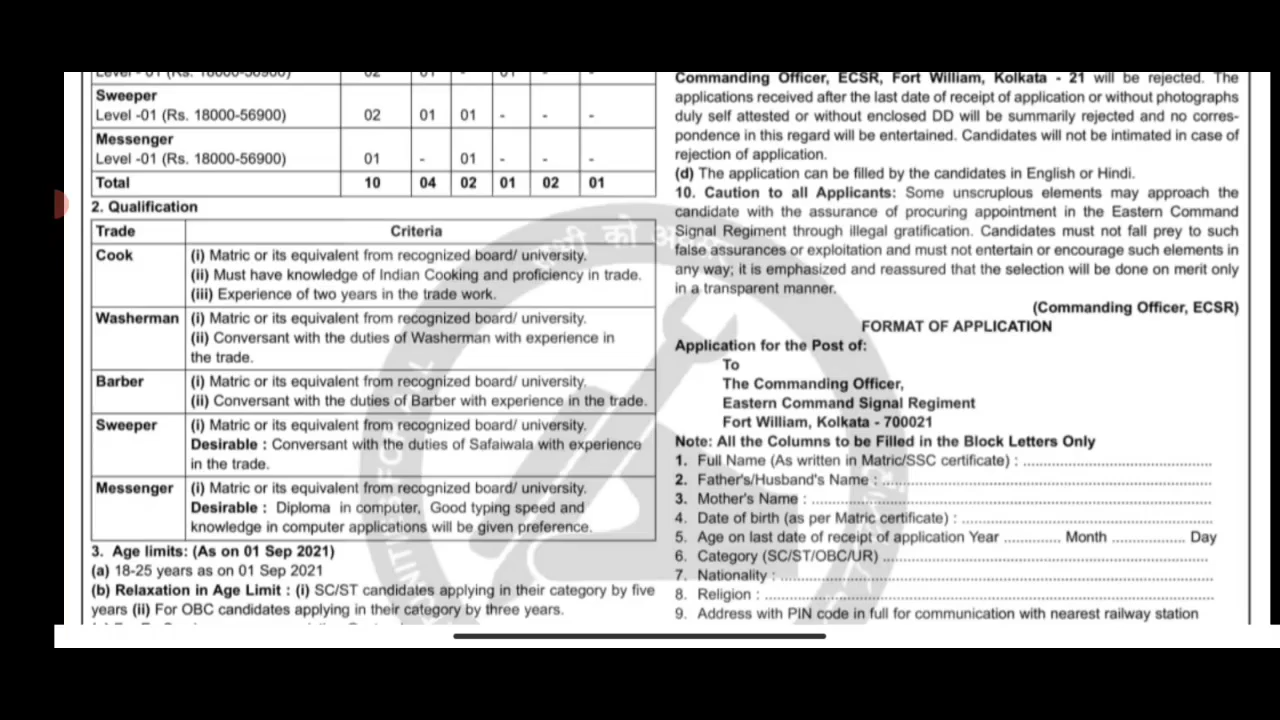 Sweeper
Level -01 (Rs. 18000-56900) 02 01 01 - - -
Messenger
Level -01 (Rs. 18000-56900) 01 - 01 - - -
Total 10 04 02 01 02 01
2. Qualification
Trade Criteria
Cook (i) Matric or its equivalent from recognized board/ university.
(ii) Must have knowledge of Indian Cooking and proficiency in trade.
(iii) Experience of two years in the trade work.
Washerman (i) Matric or its equivalent from recognized board/ university.
(ii) Conversant with the duties of Washerman with experience in
the trade.
Barber (i) Matric or its equivalent from recognized board/ university.
(ii) Conversant with the duties of Barber with experience in the trade.
Sweeper (i) Matric or its equivalent from recognized board/ university.
Desirable : Conversant with the duties of Safaiwala with experience
in the trade.
Messenger (i) Matric or its equivalent from recognized board/ university.
Desirable : Diploma in computer, Good typing speed and
knowledge in computer applications will be given preference.
3. Age limits: (As on 01 Sep 2021)
(a) 18-25 years as on 01 Sep 2021
(b) Relaxation in Age Limit : (i) SC/ST candidates applying in their category by five
years (ii) For OBC candidates applying in their category by three years.
Commanding Officer, ECSR, Fort William, Kolkata - 21 will be rejected. The
applications received after the last date of receipt of application or without photographs
duly self attested or without enclosed DD will be summarily rejected and no corres-
pondence in this regard will be entertained. Candidates will not be intimated in case of
rejection of application.
(d) The application can be filled by the candidates in English or Hindi.
10. Caution to all Applicants: Some unscruplous elements may approach the
candidate with the assurance of procuring appointment in the Eastern Command
Signal Regiment through illegal gratification. Candidates must not fall prey to such
false assurances or exploitation and must not entertain or encourage such elements in
any way; it is emphasized and reassured that the selection will be done on merit only
in a transparent manner.
(Commanding Officer, ECSR)
FORMAT OF APPLICATION
Application for the Post of:
To
The Commanding Officer,
Eastern Command Signal Regiment
Fort William, Kolkata - 700021
Note: All the Columns to be Filled in the Block Letters Only
1. Full Name (As written in Matric/SSC certificate) : ................................
2. Father's/Husband's Name : ................................
3. Mother's Name : ................................
4. Date of birth (as per Matric certificate) : ................................
5. Age on last date of receipt of application Year ............ Month ............... Day
6. Category (SC/ST/OBC/UR) ................................
7. Nationality : ................................
8. Religion : ................................
9. Address with PIN code in full for communication with nearest railway station